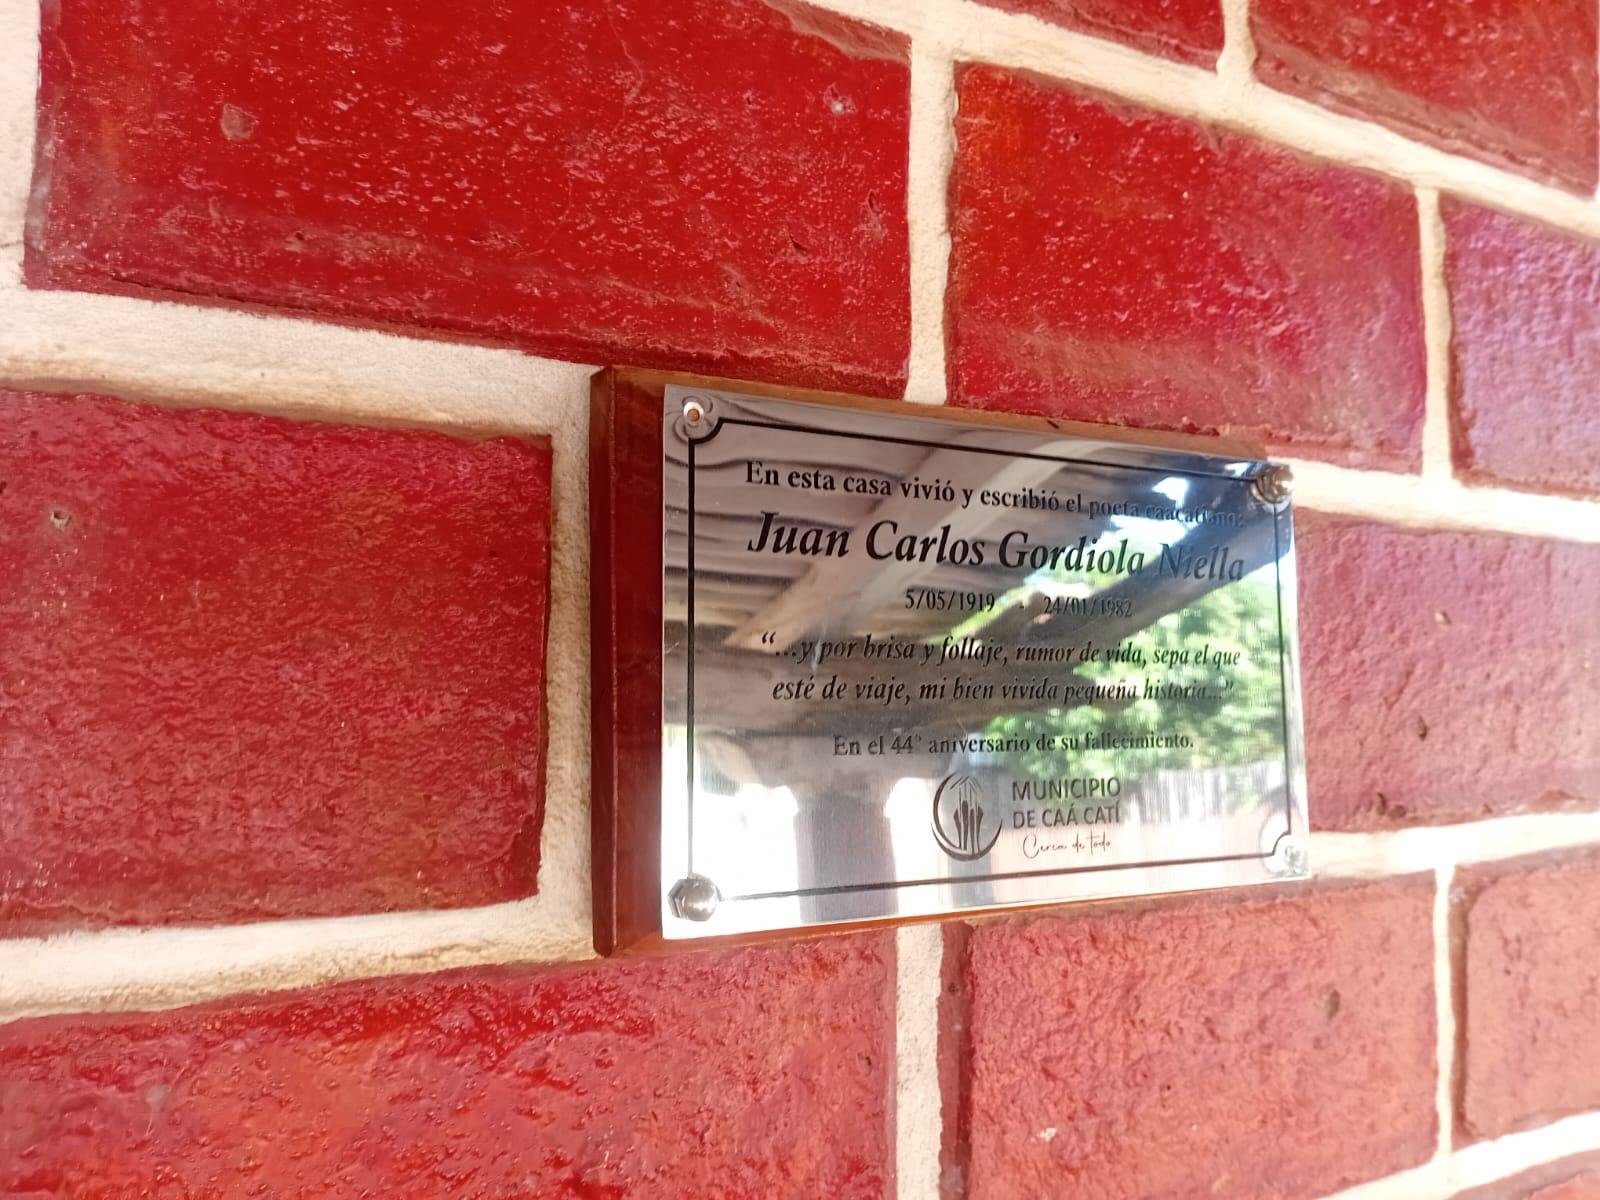 En esta casa vivió y escribió el poeta caacatiano:
Juan Carlos Gordiola Niella
5/05/1919 - 24/01/1982
“...y por brisa y follaje, rumor de vida, sepa el que
esté de viaje, mi bien vivida pequeña historia...”
En el 44° aniversario de su fallecimiento.
MUNICIPIO
DE CAÁ CATÍ
Cerca de todo